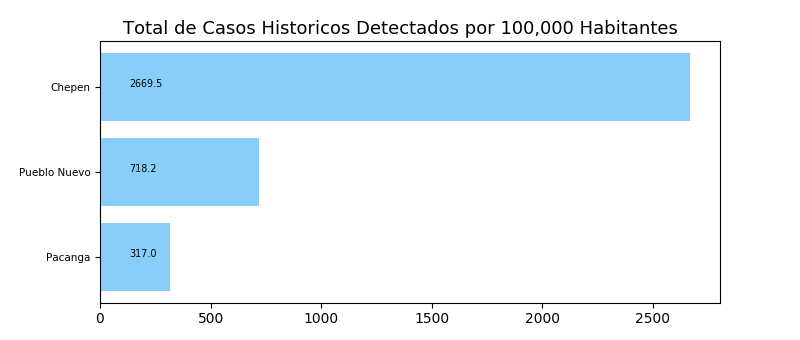 Total de Casos Historicos Detectados por 100,000 Habitantes
Chepen
2669.5
Pueblo Nuevo
718.2
Pacanga
317.0
0 500 1000 1500 2000 2500